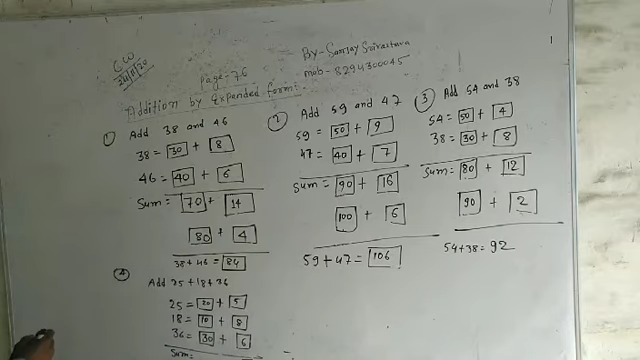 CW
24/8/20
page-76
By-Sanjay Srivastava
mob- 8294300045
Addition by Expanded form:
① Add 38 and 46
38 = 30 + 8
46 = 40 + 6
Sum = 70 + 14
80 + 4
38 + 46 = 84
② Add 59 and 47
59 = 50 + 9
47 = 40 + 7
Sum = 90 + 16
100 + 6
59 + 47 = 106
③ Add 54 and 38
54 = 50 + 4
38 = 30 + 8
Sum = 80 + 12
90 + 2
54 + 38 = 92
④ Add 25 + 18 + 36
25 = 20 + 5
18 = 10 + 8
36 = 30 + 6
Sum =